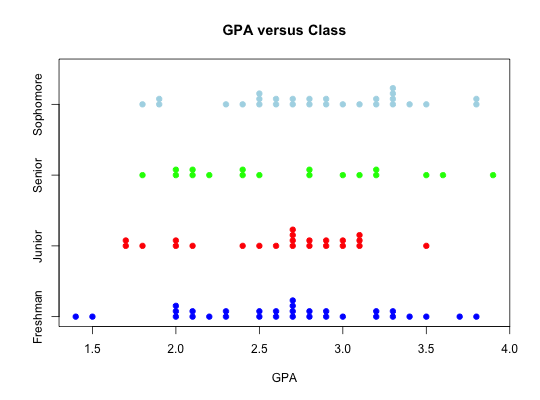 GPA versus Class
Sophomore
Senior
Junior
Freshman
1.5 2.0 2.5 3.0 3.5 4.0
GPA